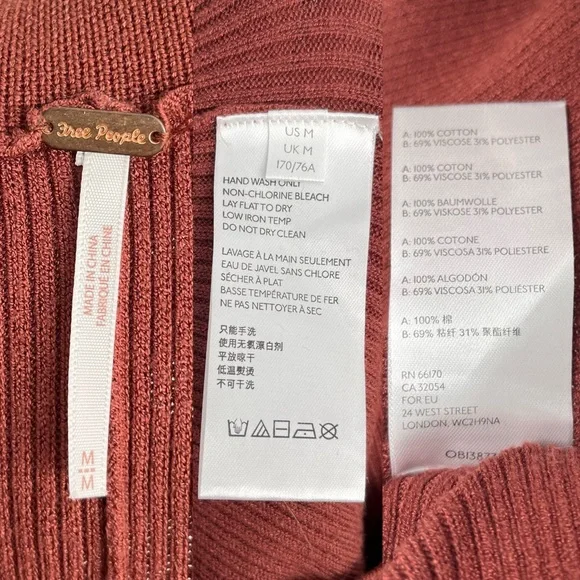 Free People
MADE IN CHINA
FABRIQUÉ EN CHINE
M
M
US M
UK M
170/76A
HAND WASH ONLY
NON-CHLORINE BLEACH
LAY FLAT TO DRY
LOW IRON TEMP
DO NOT DRY CLEAN
LAVAGE À LA MAIN SEULEMENT
EAU DE JAVEL SANS CHLORE
SÉCHER À PLAT
BASSE TEMPÉRATURE DE FER
NE PAS NETTOYER À SEC
只能手洗
使用无氯漂白剂
平放晾干
低温熨烫
不可干洗
A: 100% COTTON
B: 69% VISCOSE 31% POLYESTER
A: 100% COTON
B: 69% VISCOSE 31% POLYESTER
A: 100% BAUMWOLLE
B: 69% VISKOSE 31% POLYESTER
A: 100% COTONE
B: 69% VISCOSA 31% POLIESTERE
A: 100% ALGODÓN
B: 69% VISCOSA 31% POLIÉSTER
A: 100% 棉
B: 69% 粘纤 31% 聚酯纤维
RN 66170
CA 32054
FOR EU
24 WEST STREET
LONDON, WC2H9NA